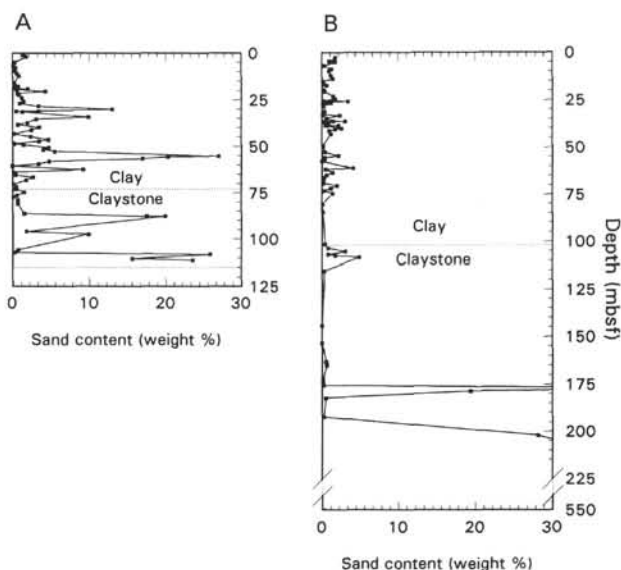 A
0
25
50
75
100
125
Clay
Claystone
0 10 20 30
Sand content (weight %)
B
0
25
50
75
100
125
150
175
200
225
550
Depth (mbsf)
Clay
Claystone
0 10 20 30
Sand content (weight %)